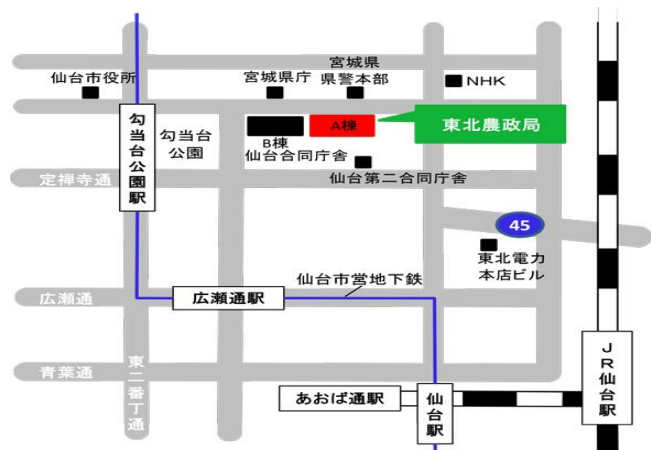 宮城県
県警本部
仙台市役所
宮城県庁
NHK
勾当台公園駅
勾当台
公園
A棟
東北農政局
B棟
仙台合同庁舎
仙台第二合同庁舎
定禅寺通
45
東北電力
本店ビル
仙台市営地下鉄
広瀬通
広瀬通駅
JR仙台駅
青葉通
東二番丁通
あおば通駅
仙台駅